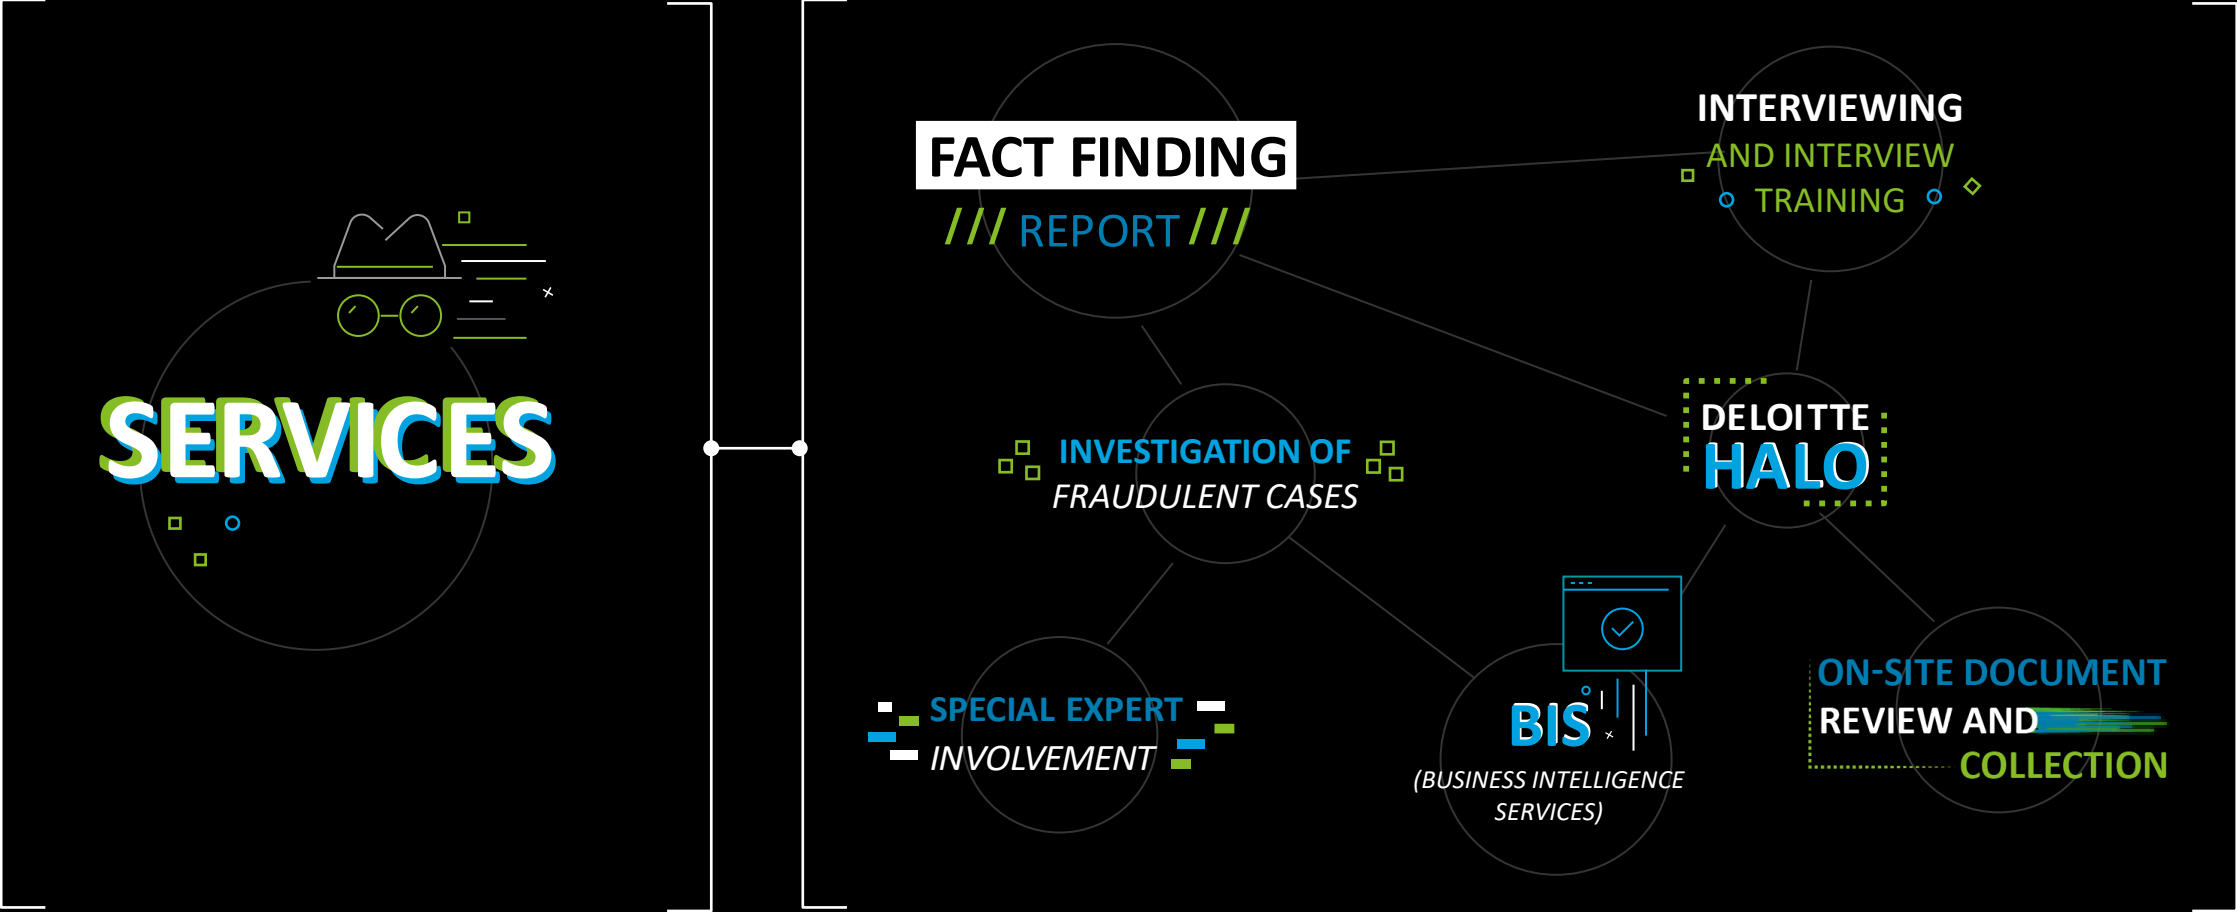 SERVICES
FACT FINDING
/// REPORT ///
INTERVIEWING
AND INTERVIEW
TRAINING
INVESTIGATION OF
FRAUDULENT CASES
DELOITTE
HALO
SPECIAL EXPERT
INVOLVEMENT
BIS
(BUSINESS INTELLIGENCE
SERVICES)
ON-SITE DOCUMENT
REVIEW AND
COLLECTION